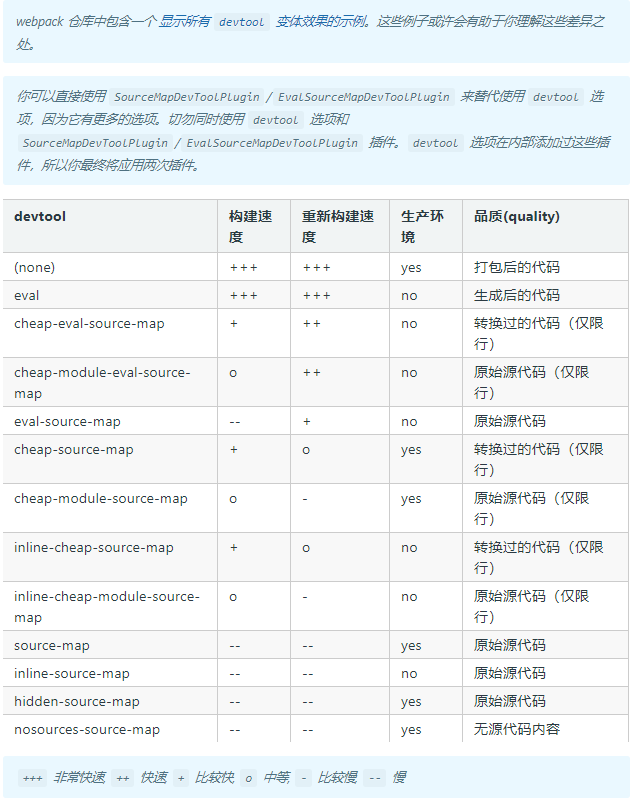 webpack 仓库中包含一个 显示所有 devtool 变体效果的示例。这些例子或许会有助于你理解这些差异之
处。
你可以直接使用 SourceMapDevToolPlugin / EvalSourceMapDevToolPlugin 来替代使用 devtool 选
项，因为它有更多的选项。切勿同时使用 devtool 选项和
SourceMapDevToolPlugin / EvalSourceMapDevToolPlugin 插件。devtool 选项在内部添加过这些插
件，所以你最终将应用两次插件。
devtool 构建速度 重新构建速度 生产环境 品质(quality)
(none) +++ +++ yes 打包后的代码
eval +++ +++ no 生成后的代码
cheap-eval-source-map + ++ no 转换过的代码（仅限行）
cheap-module-eval-source-map o ++ no 原始源代码（仅限行）
eval-source-map -- + no 原始源代码
cheap-source-map + o yes 转换过的代码（仅限行）
cheap-module-source-map o - yes 原始源代码（仅限行）
inline-cheap-source-map + o no 转换过的代码（仅限行）
inline-cheap-module-source-map o - no 原始源代码（仅限行）
source-map -- -- yes 原始源代码
inline-source-map -- -- no 原始源代码
hidden-source-map -- -- yes 原始源代码
nosources-source-map -- -- yes 无源代码内容
+++ 非常快速, ++ 快速, + 比较快, o 中等, - 比较慢, -- 慢